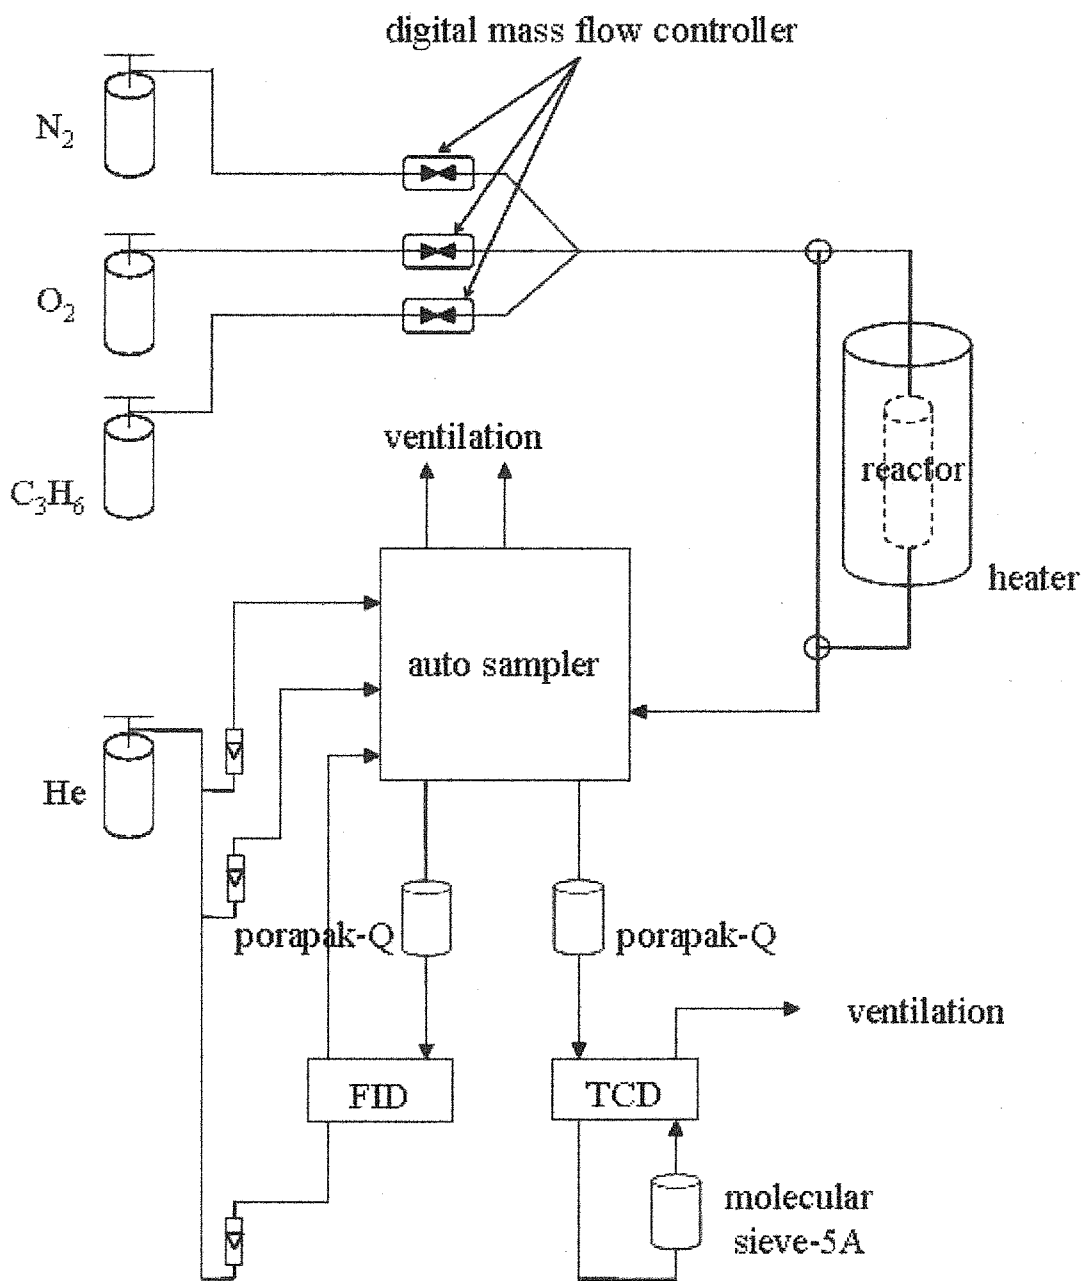 digital mass flow controller
N₂
O₂
C₃H₆
ventilation
reactor
heater
auto sampler
He
porapak-Q
porapak-Q
ventilation
FID
TCD
molecular
sieve-5A